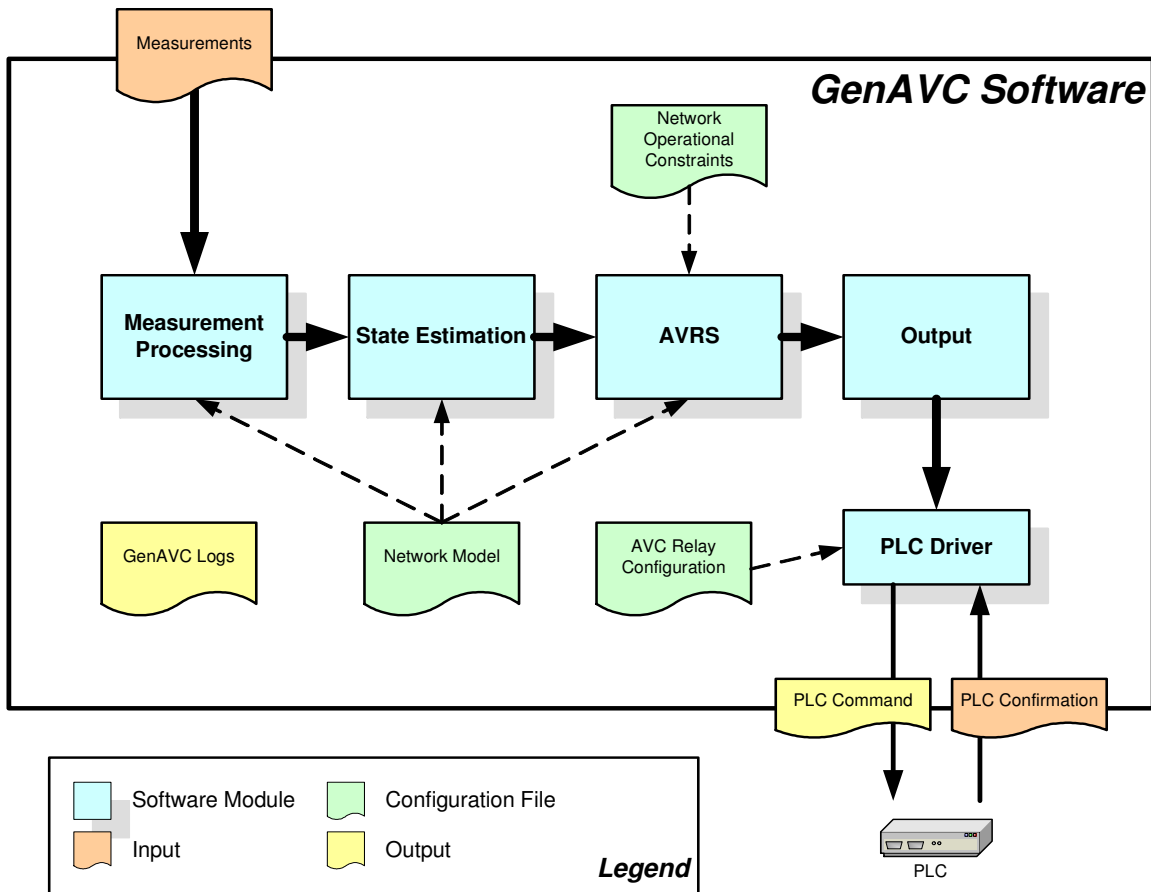 Measurements
GenAVC Software
Network
Operational
Constraints
Measurement
Processing
State Estimation
AVRS
Output
GenAVC Logs
Network Model
AVC Relay
Configuration
PLC Driver
PLC Command
PLC Confirmation
Software Module
Configuration File
Input
Output
Legend
PLC